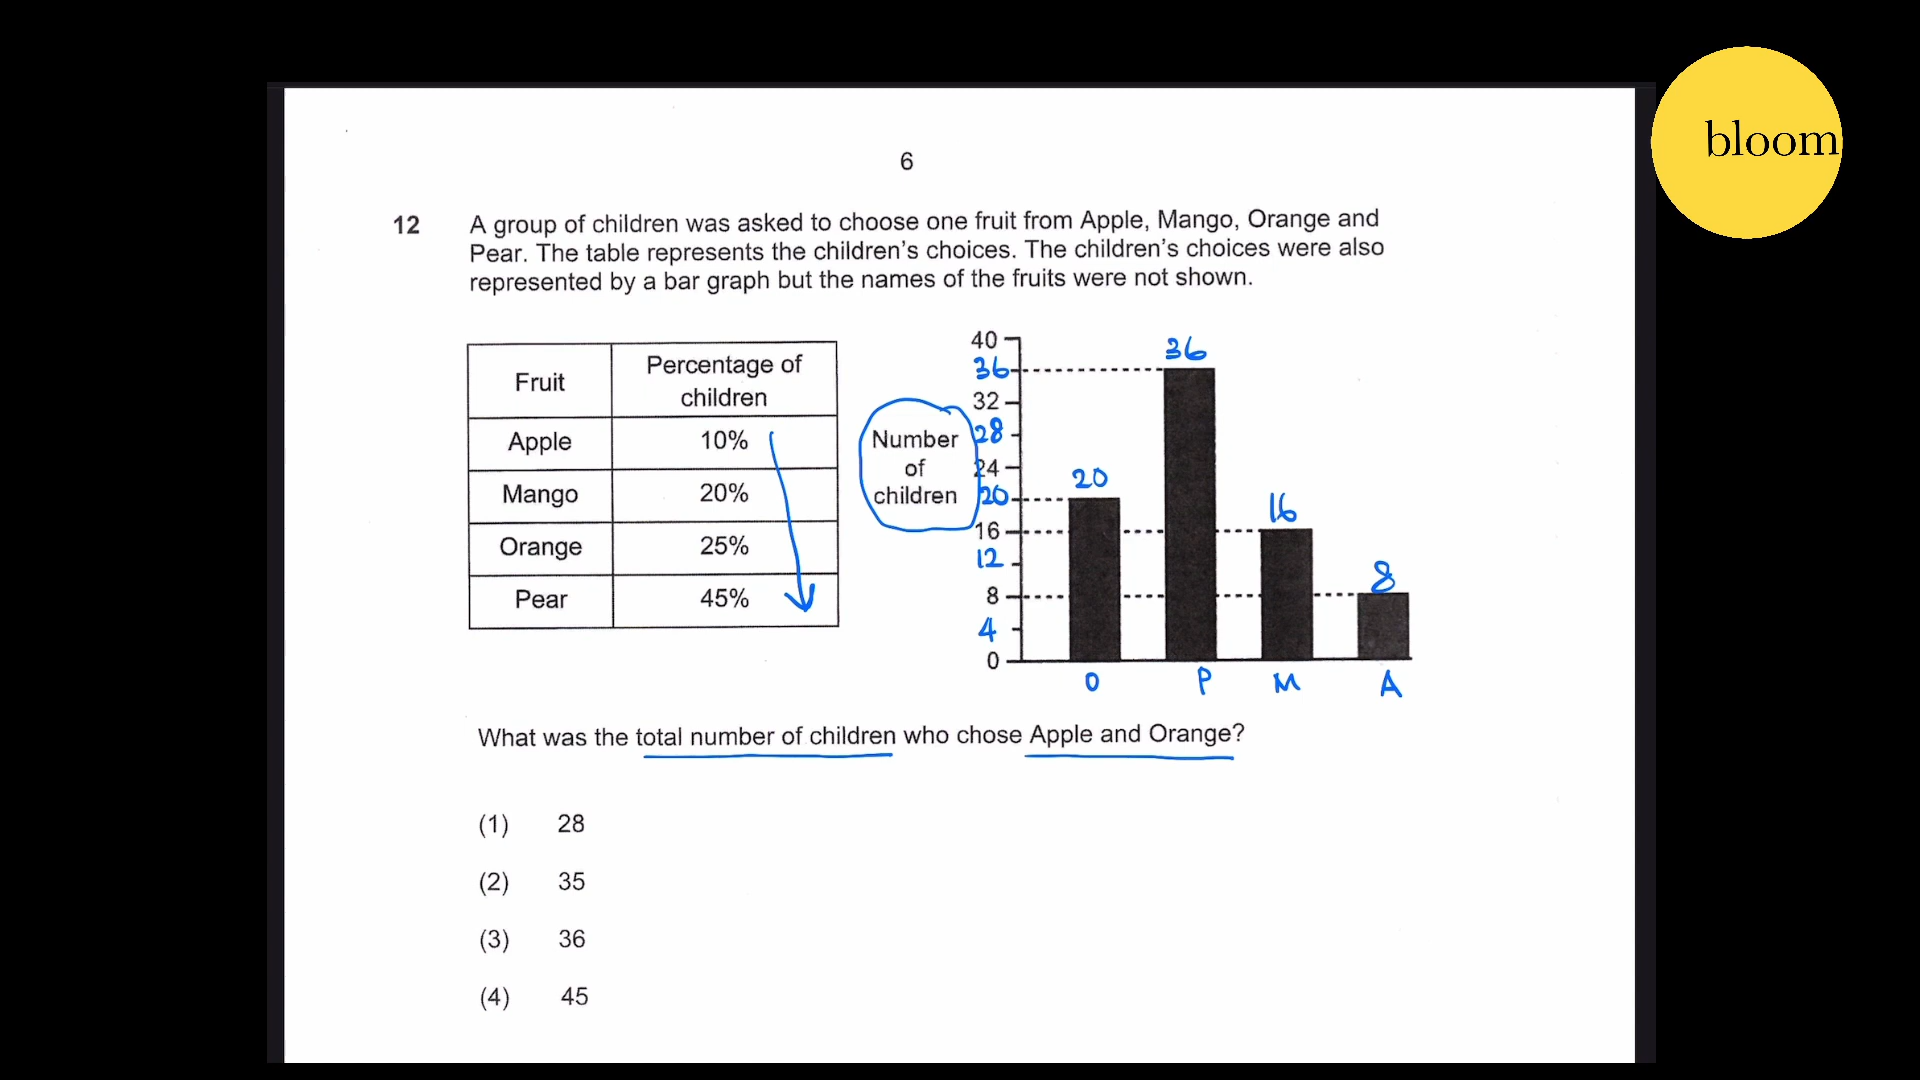 bloom
6
12 A group of children was asked to choose one fruit from Apple, Mango, Orange and
Pear. The table represents the children's choices. The children's choices were also
represented by a bar graph but the names of the fruits were not shown.
Fruit Percentage of children
Apple 10%
Mango 20%
Orange 25%
Pear 45%
Number
of
children
40
36
32
28
24
20
16
12
8
4
0
20
36
16
8
O P M A
What was the total number of children who chose Apple and Orange?
(1) 28
(2) 35
(3) 36
(4) 45